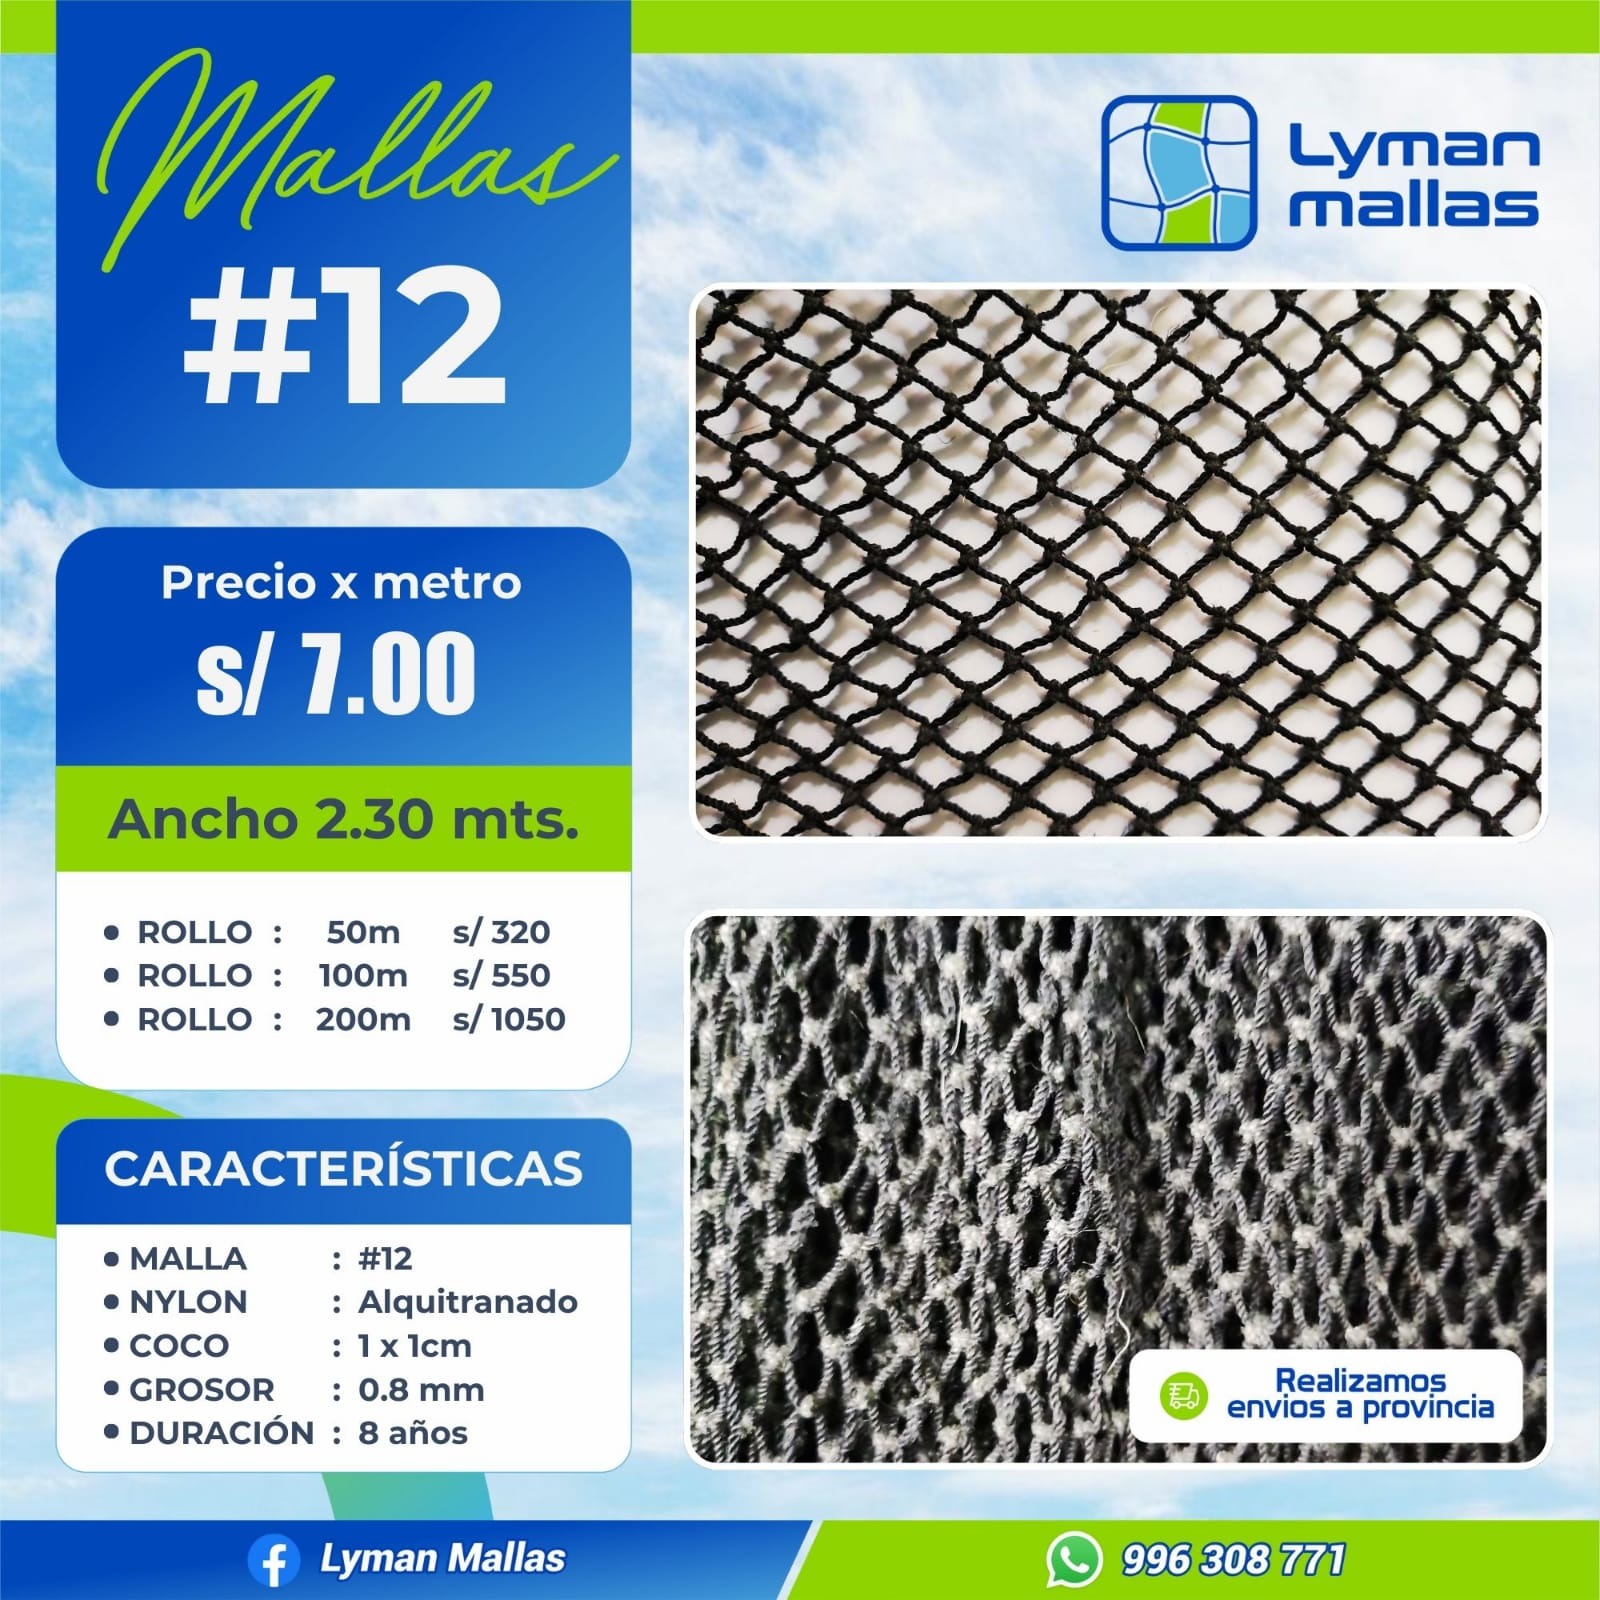 Mallas
#12
Lyman
mallas
Precio x metro
s/ 7.00
Ancho 2.30 mts.
• ROLLO : 50m s/ 320
• ROLLO : 100m s/ 550
• ROLLO : 200m s/ 1050
CARACTERÍSTICAS
• MALLA : #12
• NYLON : Alquitranado
• COCO : 1 x 1cm
• GROSOR : 0.8 mm
• DURACIÓN : 8 años
Realizamos
envios a provincia
Lyman Mallas
996 308 771